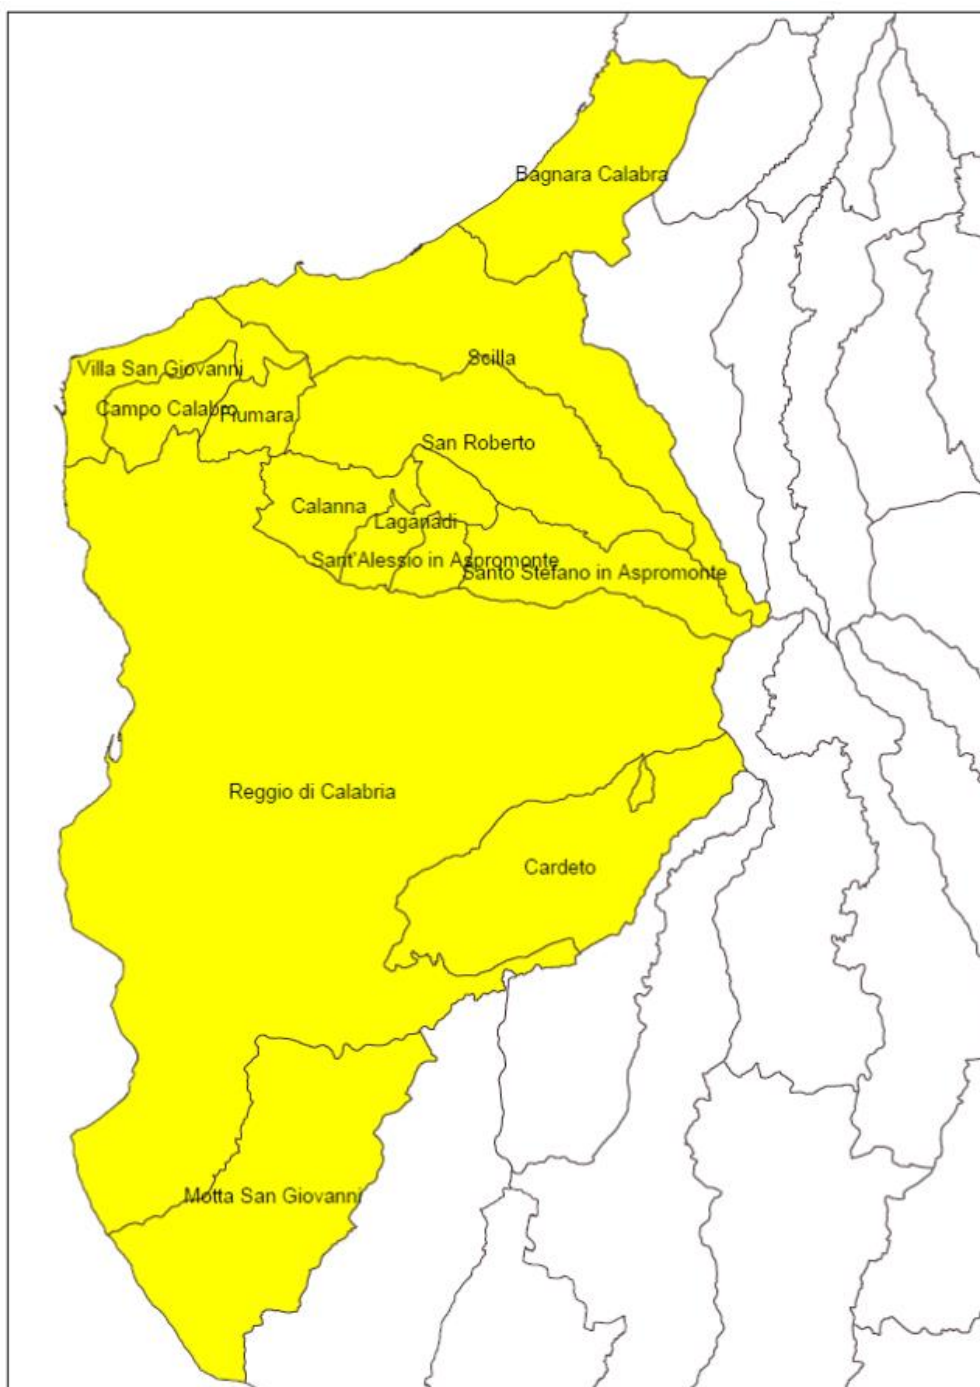 Bagnara Calabra
Scilla
Villa San Giovanni
Campo Calabro
Fiumara
San Roberto
Calanna
Laganadi
Sant'Alessio in Aspromonte
Santo Stefano in Aspromonte
Reggio di Calabria
Cardeto
Motta San Giovanni